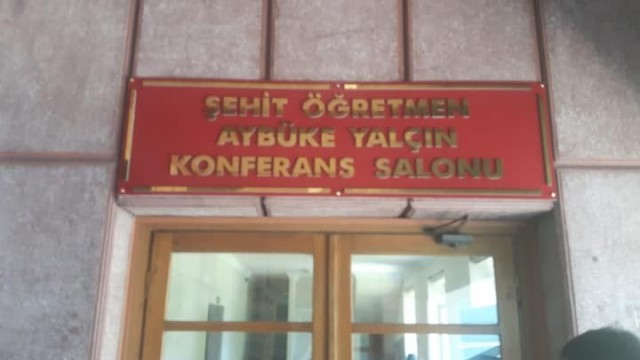 ŞEHİT ÖĞRETMEN
AYBÜKE YALÇIN
KONFERANS SALONU